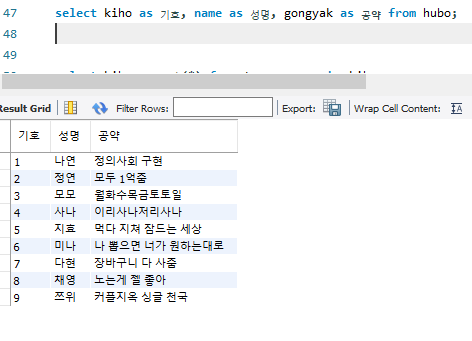 47 select kiho as 기호, name as 성명, gongyak as 공약 from hubo;
48
49
Result Grid Filter Rows: Export: Wrap Cell Content:
기호 성명 공약
1 나연 정의사회 구현
2 정연 모두 1억줌
3 모모 월화수목금토토일
4 사나 이리사나저리사나
5 지효 먹다 지쳐 잠드는 세상
6 미나 나 뽑으면 너가 원하는대로
7 다현 장바구니 다 사줌
8 채영 노는게 젤 좋아
9 쯔위 커플지옥 싱글 천국